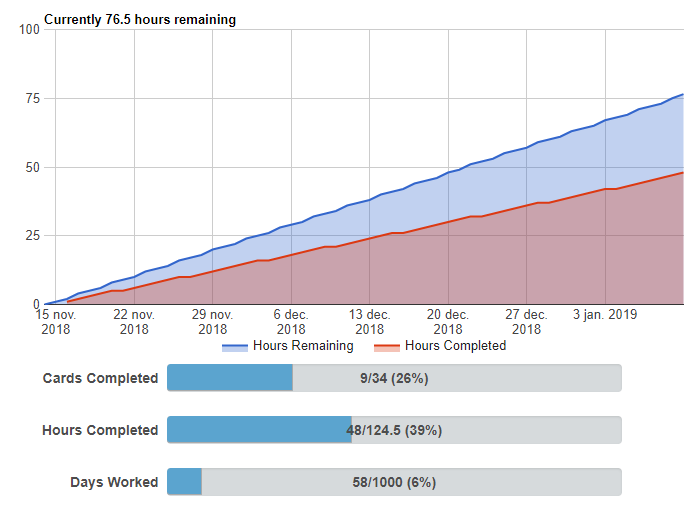 Currently 76.5 hours remaining
100
75
50
25
0
15 nov. 22 nov. 29 nov. 6 dec. 13 dec. 20 dec. 27 dec. 3 jan. 2019
2018 2018 2018 2018 2018 2018 2018
Hours Remaining Hours Completed
Cards Completed 9/34 (26%)
Hours Completed 48/124.5 (39%)
Days Worked 58/1000 (6%)